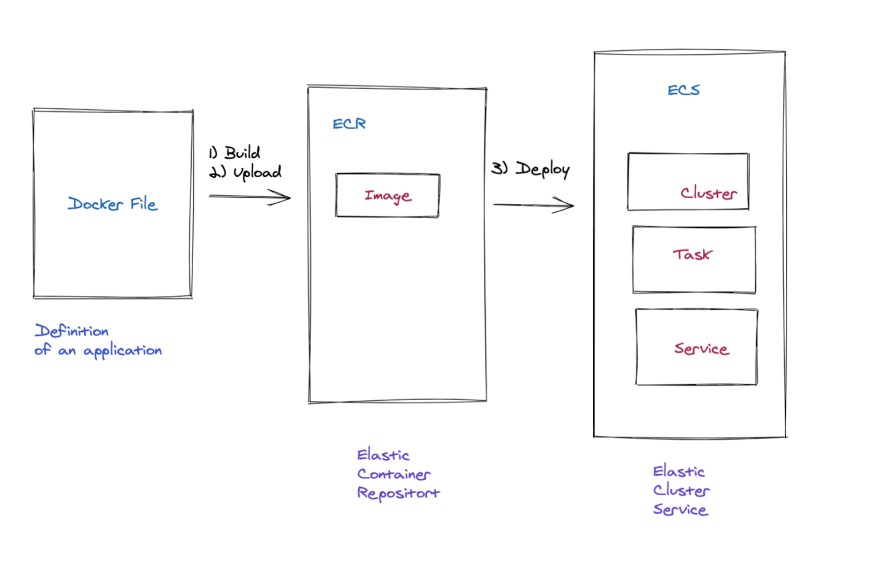 Docker File
Definition
of an application
1) Build
2) Upload
ECR
Image
Elastic
Container
Repositort
3) Deploy
ECS
Cluster
Task
Service
Elastic
Cluster
Service